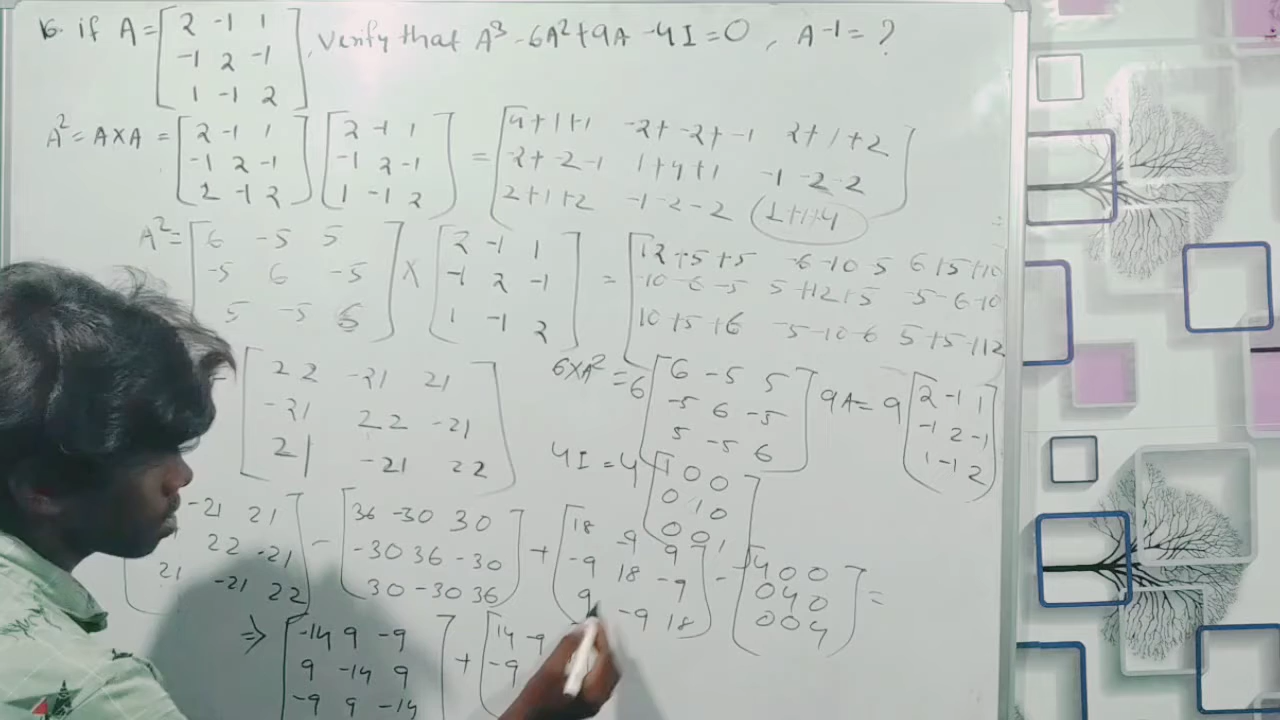 16. if A = [2 -1 1 , verify that A³ - 6A² + 9A - 4I = 0 , A -1 = ?
-1 2 -1
1 -1 2]
A² = A X A = [2 -1 1 [2 -1 1 = [4+1+1 -2+ -2+ -1 2+1+2
-1 2 -1 -1 2 -1 -2+ -2 -1 1+4+1 -1 -2 -2
2 -1 2] 1 -1 2] 2+1+2 -1 -2 -2 1+1+4]
A² = [6 -5 5 X [2 -1 1 = [12+5+5 -6 -10 5 6+5+10
-5 6 -5 -1 2 -1 -10 -6 -5 5+12+5 -5 -6 -10
5 -5 6] 1 -1 2] 10+5+6 -5 -10 -6 5+5+12
[22 -21 21 6XA² = 6 [6 -5 5 9A = 9 [2 -1 1
-21 22 -21 -5 6 -5 -1 2 -1
21 -21 22] 5 -5 6] 1 -1 2]
4I = 4 [1 0 0
0 1 0
0 0 1]
-21 21 - [36 -30 30 + [18 -9 9 - [4 0 0 =
22 -21 -30 36 -30 -9 18 -9 0 4 0
21 -21 22] 30 -30 36] 9 -9 18] 0 0 4]
⇒ [-14 9 -9 + [14 -9
9 -14 9 -9
-9 9 -14